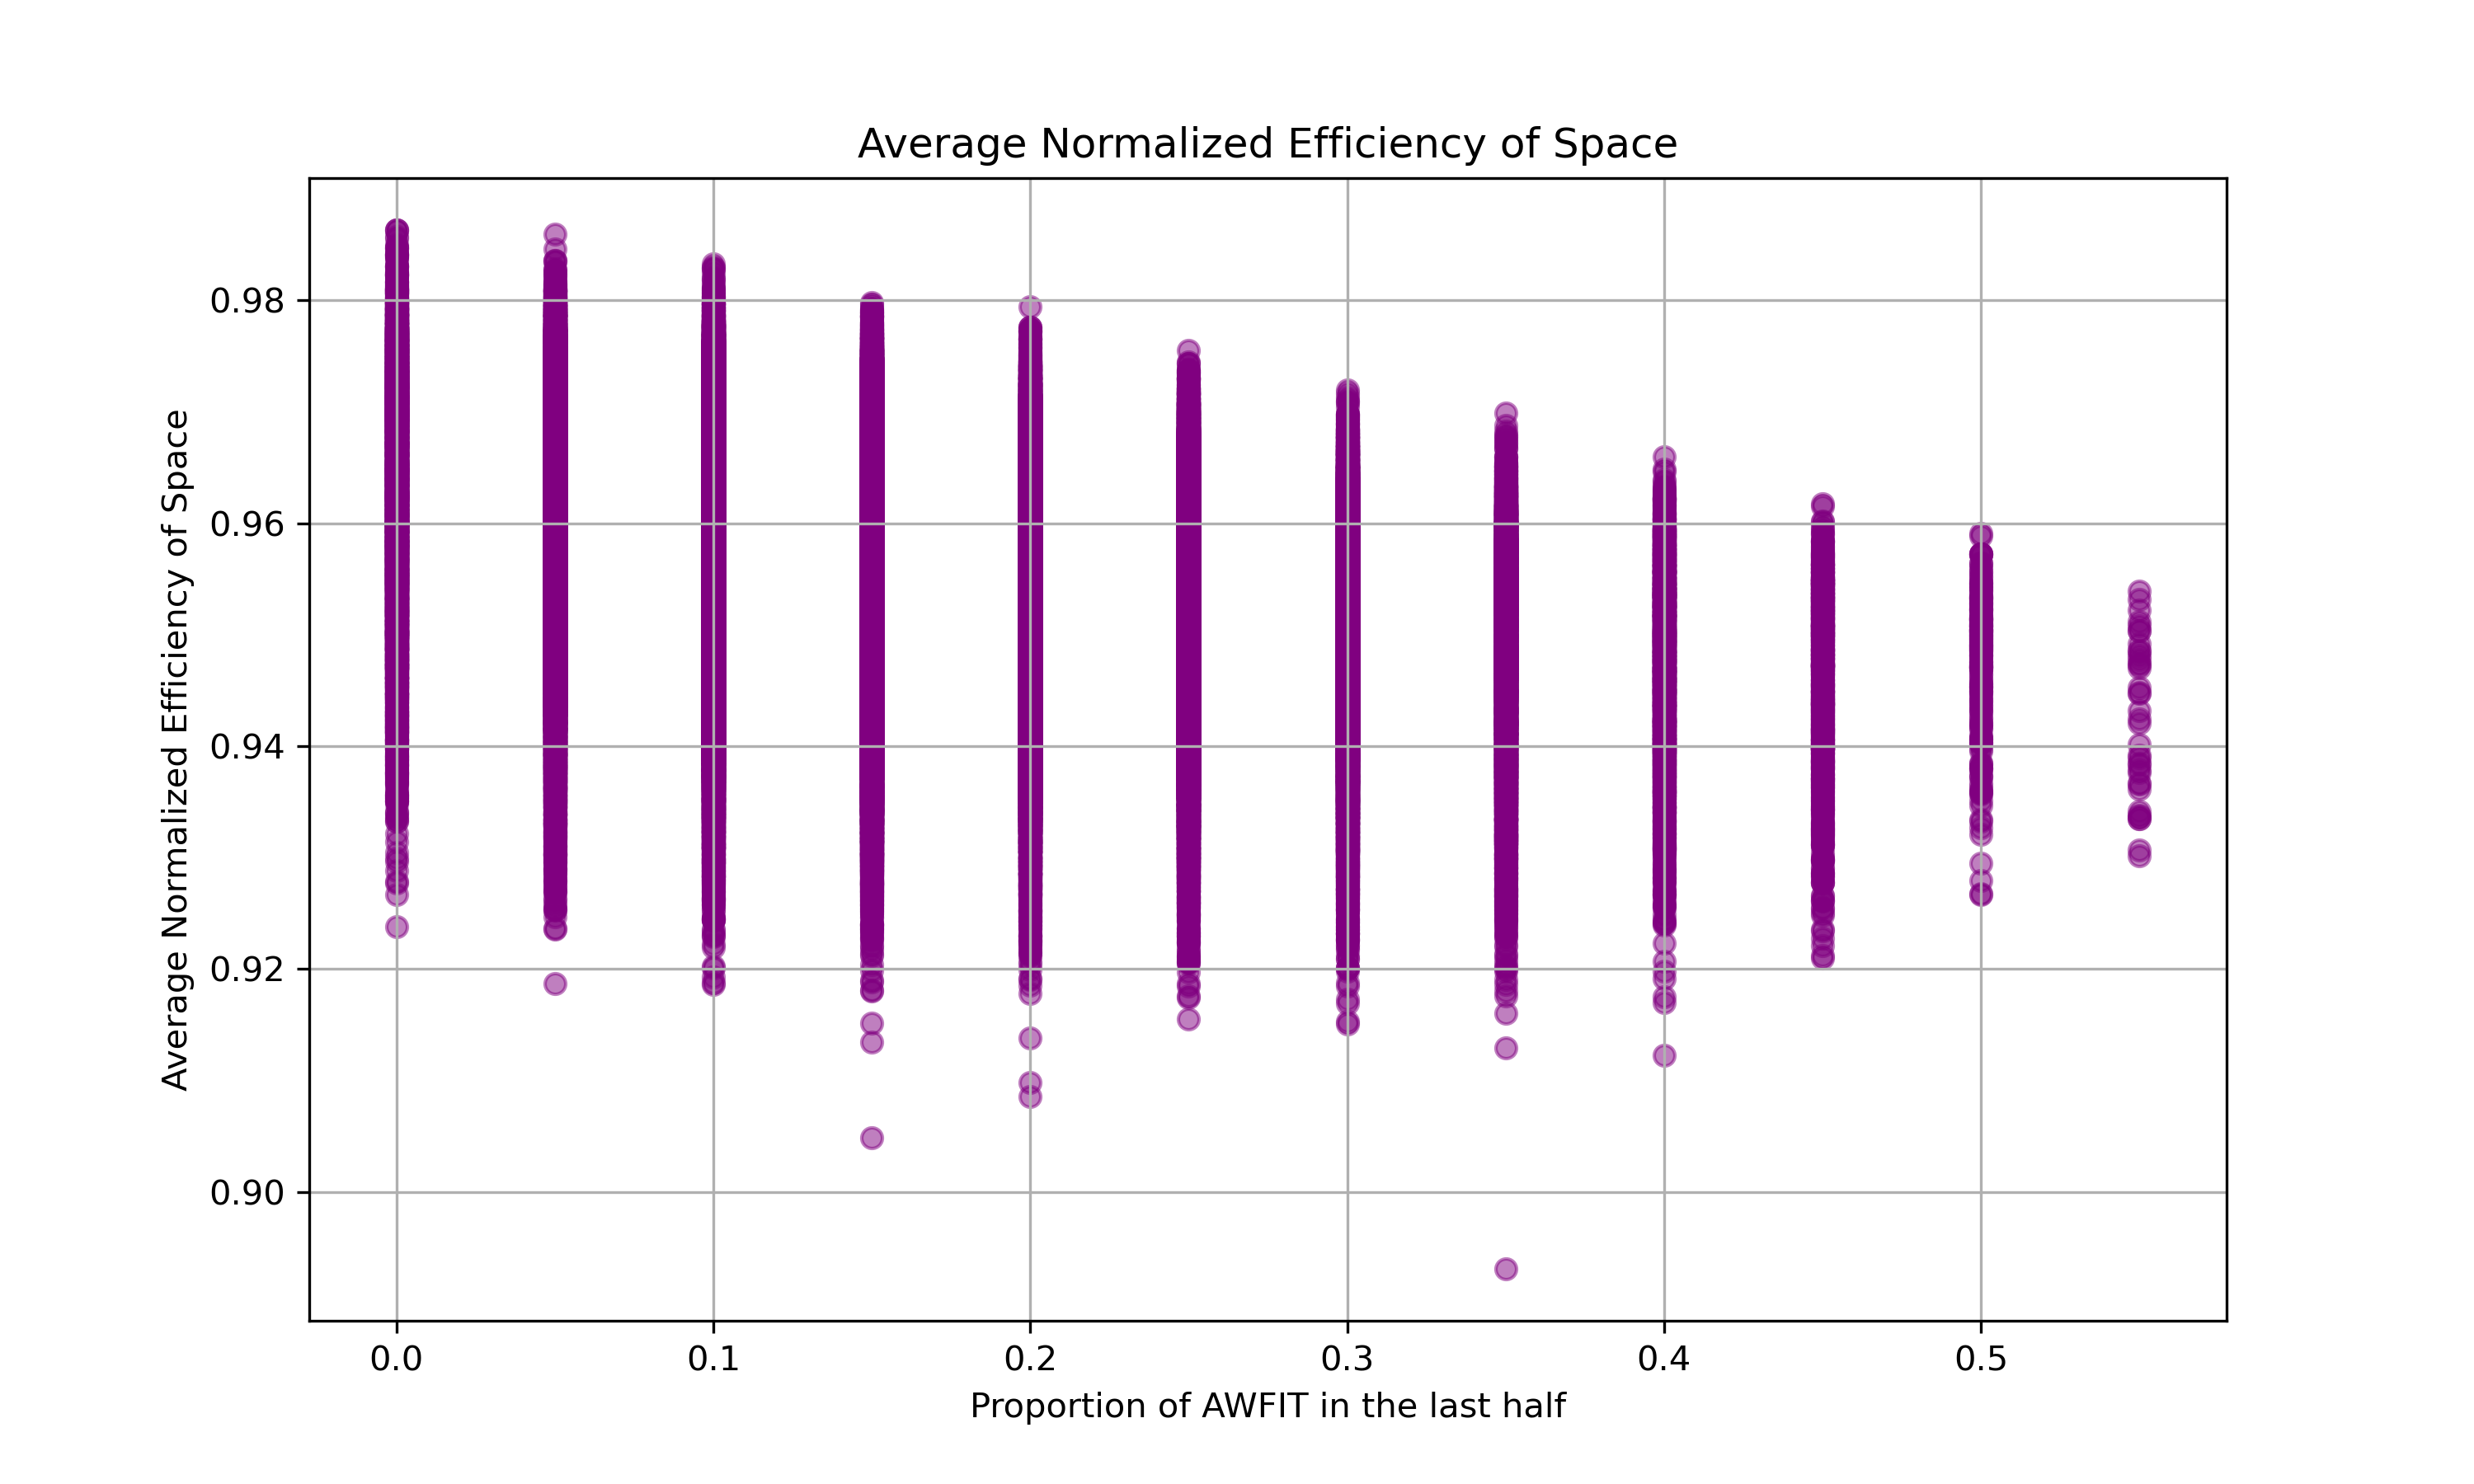 Average Normalized Efficiency of Space
Average Normalized Efficiency of Space
0.98
0.96
0.94
0.92
0.90
0.0 0.1 0.2 0.3 0.4 0.5
Proportion of AWFIT in the last half